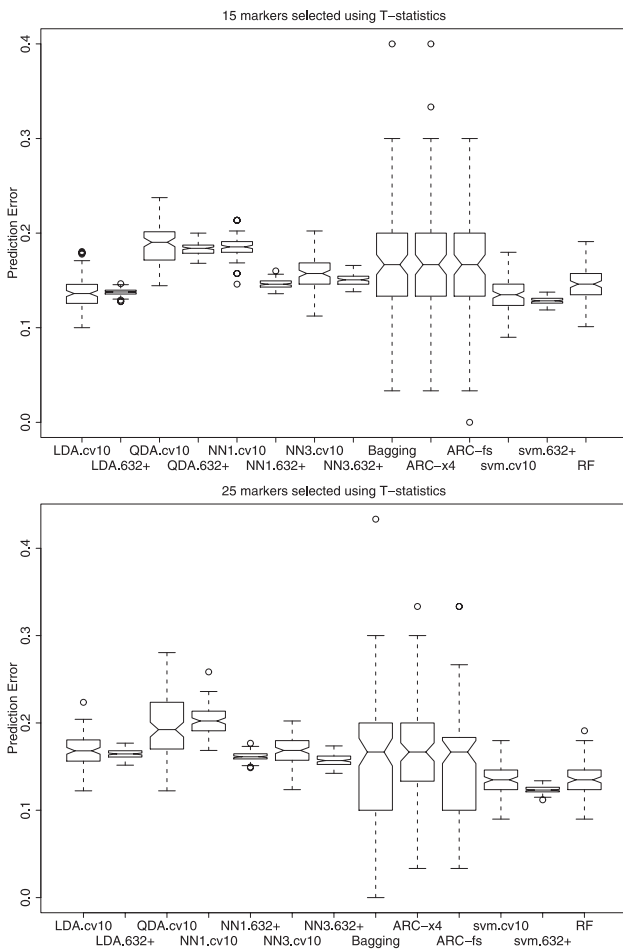 15 markers selected using T−statistics
0.4
0.3
0.2
0.1
0.0
Prediction Error
LDA.cv10 QDA.cv10 NN1.cv10 NN3.cv10 Bagging ARC−fs svm.632+
LDA.632+ QDA.632+ NN1.632+ NN3.632+ ARC−x4 svm.cv10 RF
25 markers selected using T−statistics
0.4
0.3
0.2
0.1
0.0
Prediction Error
LDA.cv10 QDA.cv10 NN1.632+ NN3.632+ ARC−x4 svm.cv10 RF
LDA.632+ NN1.cv10 NN3.cv10 Bagging ARC−fs svm.632+